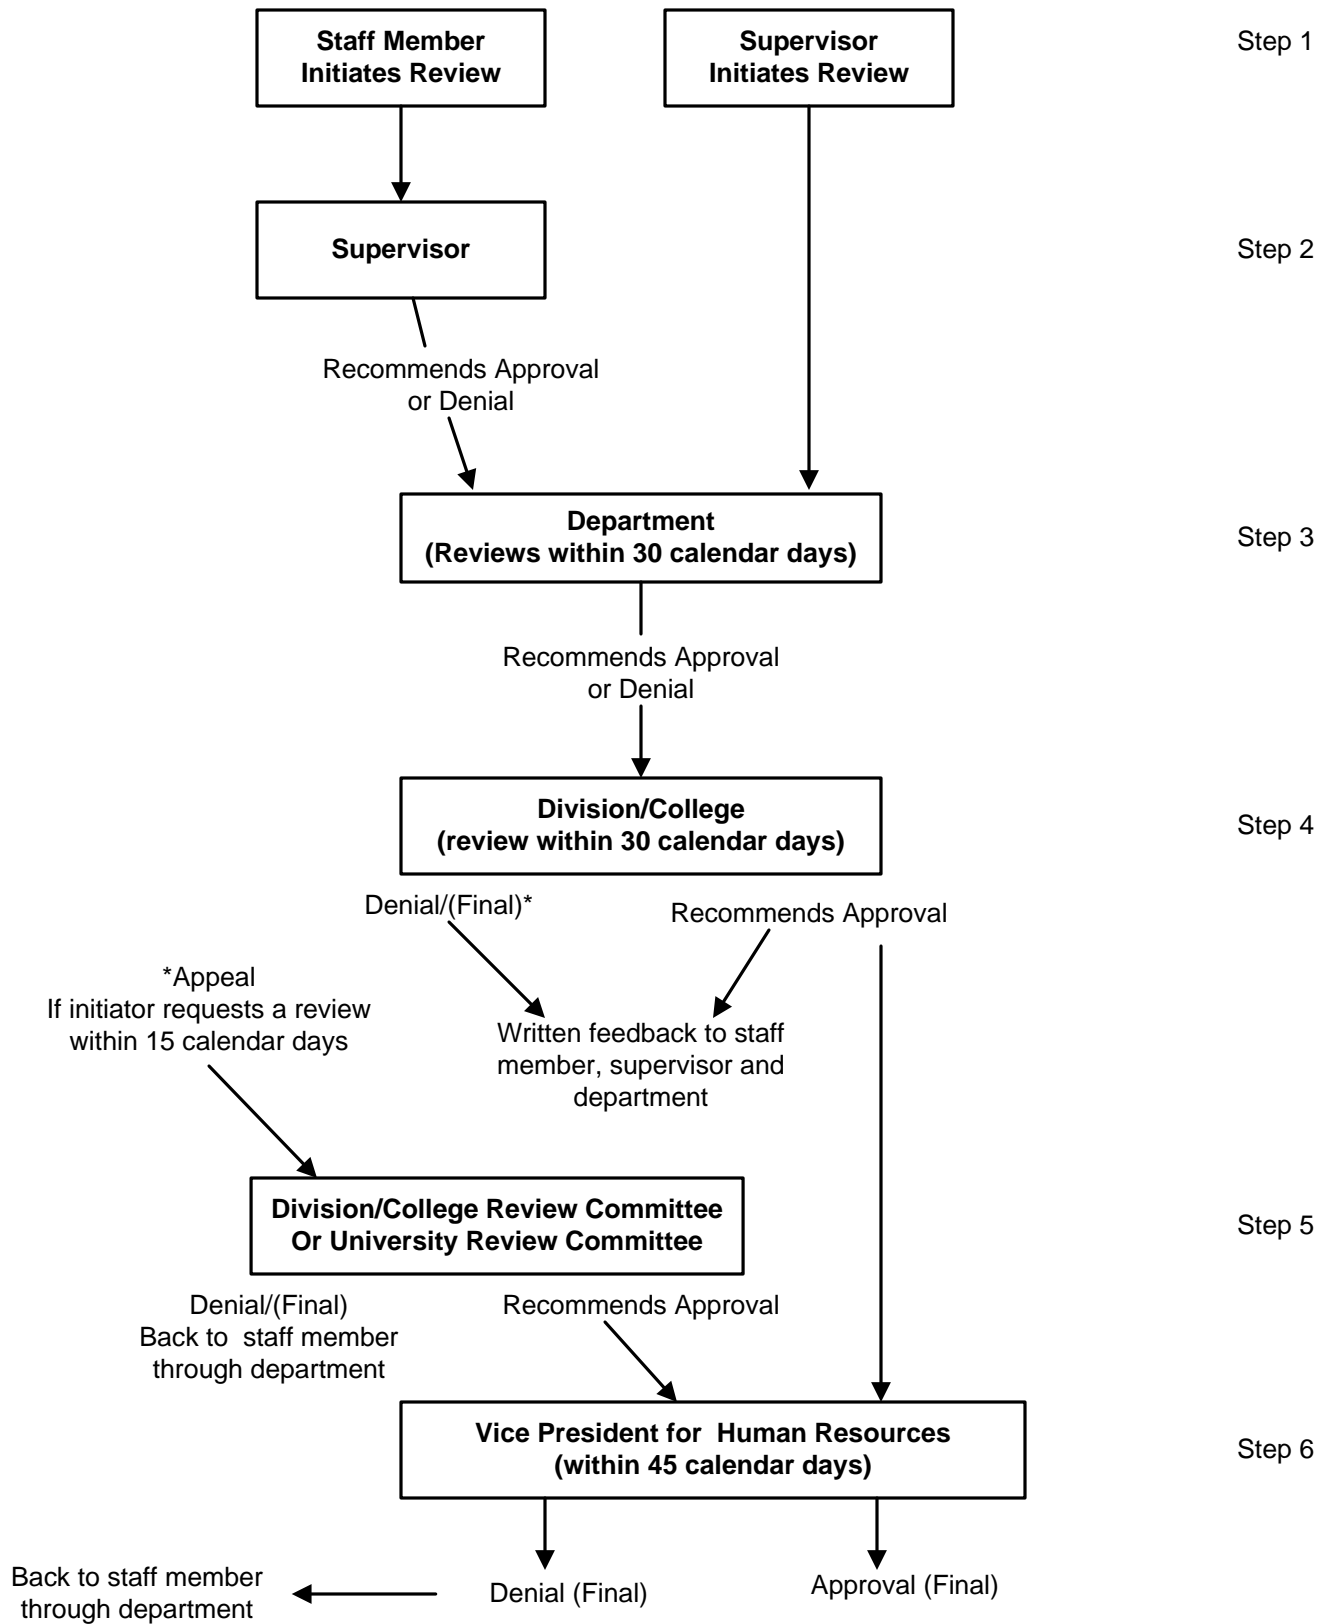 Staff Member
Initiates Review
Supervisor
Initiates Review
Step 1
Supervisor
Step 2
Recommends Approval
or Denial
Department
(Reviews within 30 calendar days)
Step 3
Recommends Approval
or Denial
Division/College
(review within 30 calendar days)
Step 4
Denial/(Final)*
Recommends Approval
*Appeal
If initiator requests a review
within 15 calendar days
Written feedback to staff
member, supervisor and
department
Division/College Review Committee
Or University Review Committee
Step 5
Denial/(Final)
Back to  staff member
through department
Recommends Approval
Vice President for  Human Resources
(within 45 calendar days)
Step 6
Back to staff member
through department
Denial (Final)
Approval (Final)